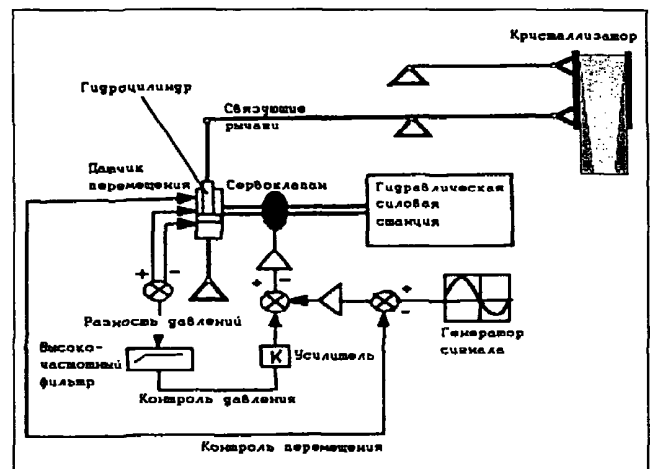 Кристаллизатор
Гидроцилиндр
Связующие
рычаги
Датчик
перемещения
Сервоклапан
Гидравлическая
силовая
станция
+
-
-
+
-
Разность давлений
Генератор
сигнала
Высоко-
частотный
фильтр
К
Усилитель
Контроль давления
Контроль перемещения